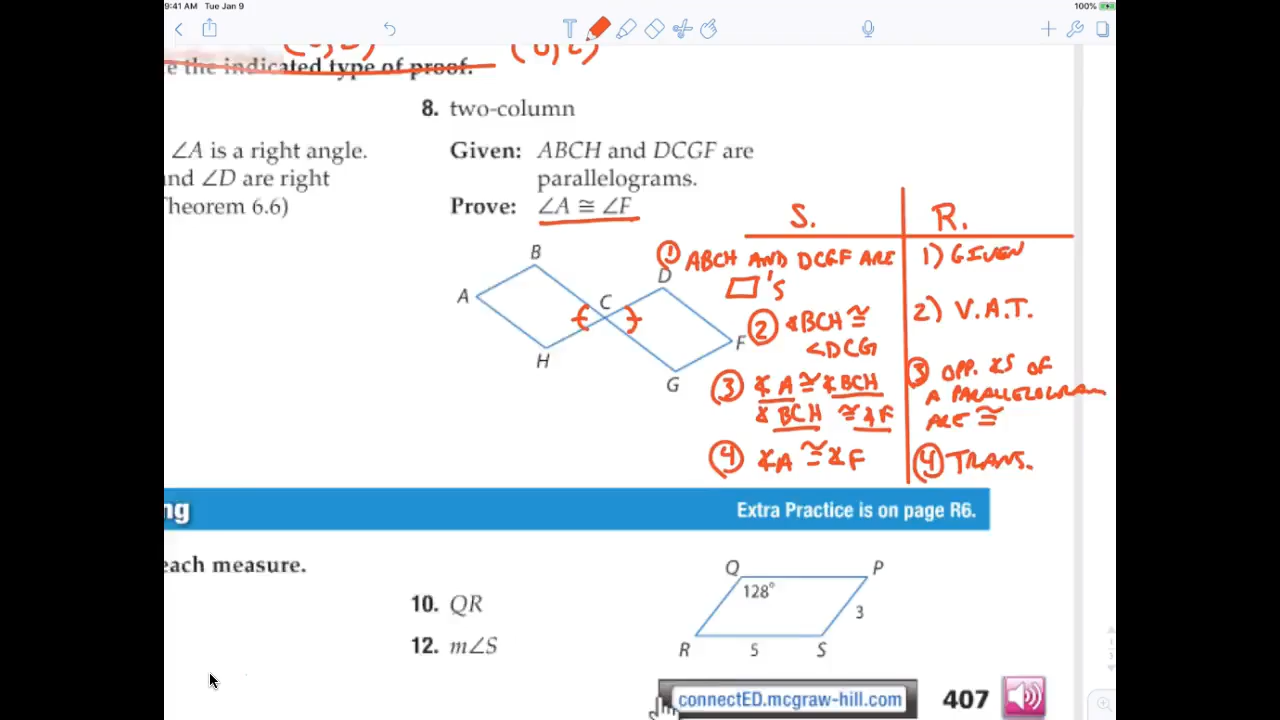 9:41 AM Tue Jan 9
100%
e the indicated type of proof.
8. two-column
∠A is a right angle.
Given: ABCH and DCGF are
nd ∠D are right
parallelograms.
heorem 6.6)
Prove: ∠A ≅ ∠F
S.
R.
① ABCH AND DCGF ARE
▱'S
1) GIVEN
② ∡BCH ≅
∠DCG
2) V.A.T.
③ ∡A ≅ ∡BCH
∡BCH ≅ ∡F
③ OPP. ∡S OF
A PARALLELOGRAM
ARE ≅
④ ∡A ≅ ∡F
④ TRANS.
B
A
C
H
D
F
G
ng
Extra Practice is on page R6.
each measure.
10. QR
12. m∠S
Q
P
128°
3
R
5
S
connectED.mcgraw-hill.com
407